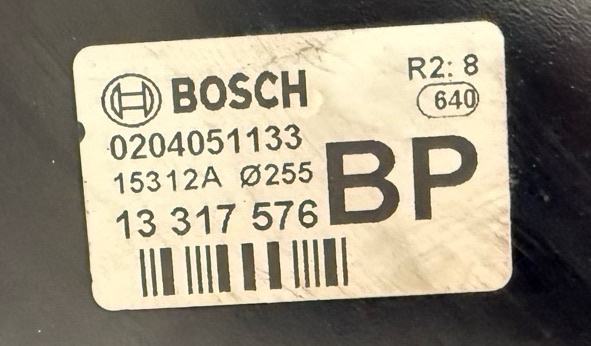 BOSCH
R2: 8
640
0204051133
15312A Ø255
13 317 576
BP